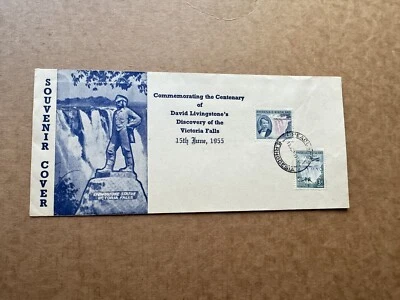 SOUVENIR COVER
Commemorating the Centenary
of
David Livingstone's
Discovery of the
Victoria Falls
15th June, 1955
LIVINGSTONE STATUE
VICTORIA FALLS